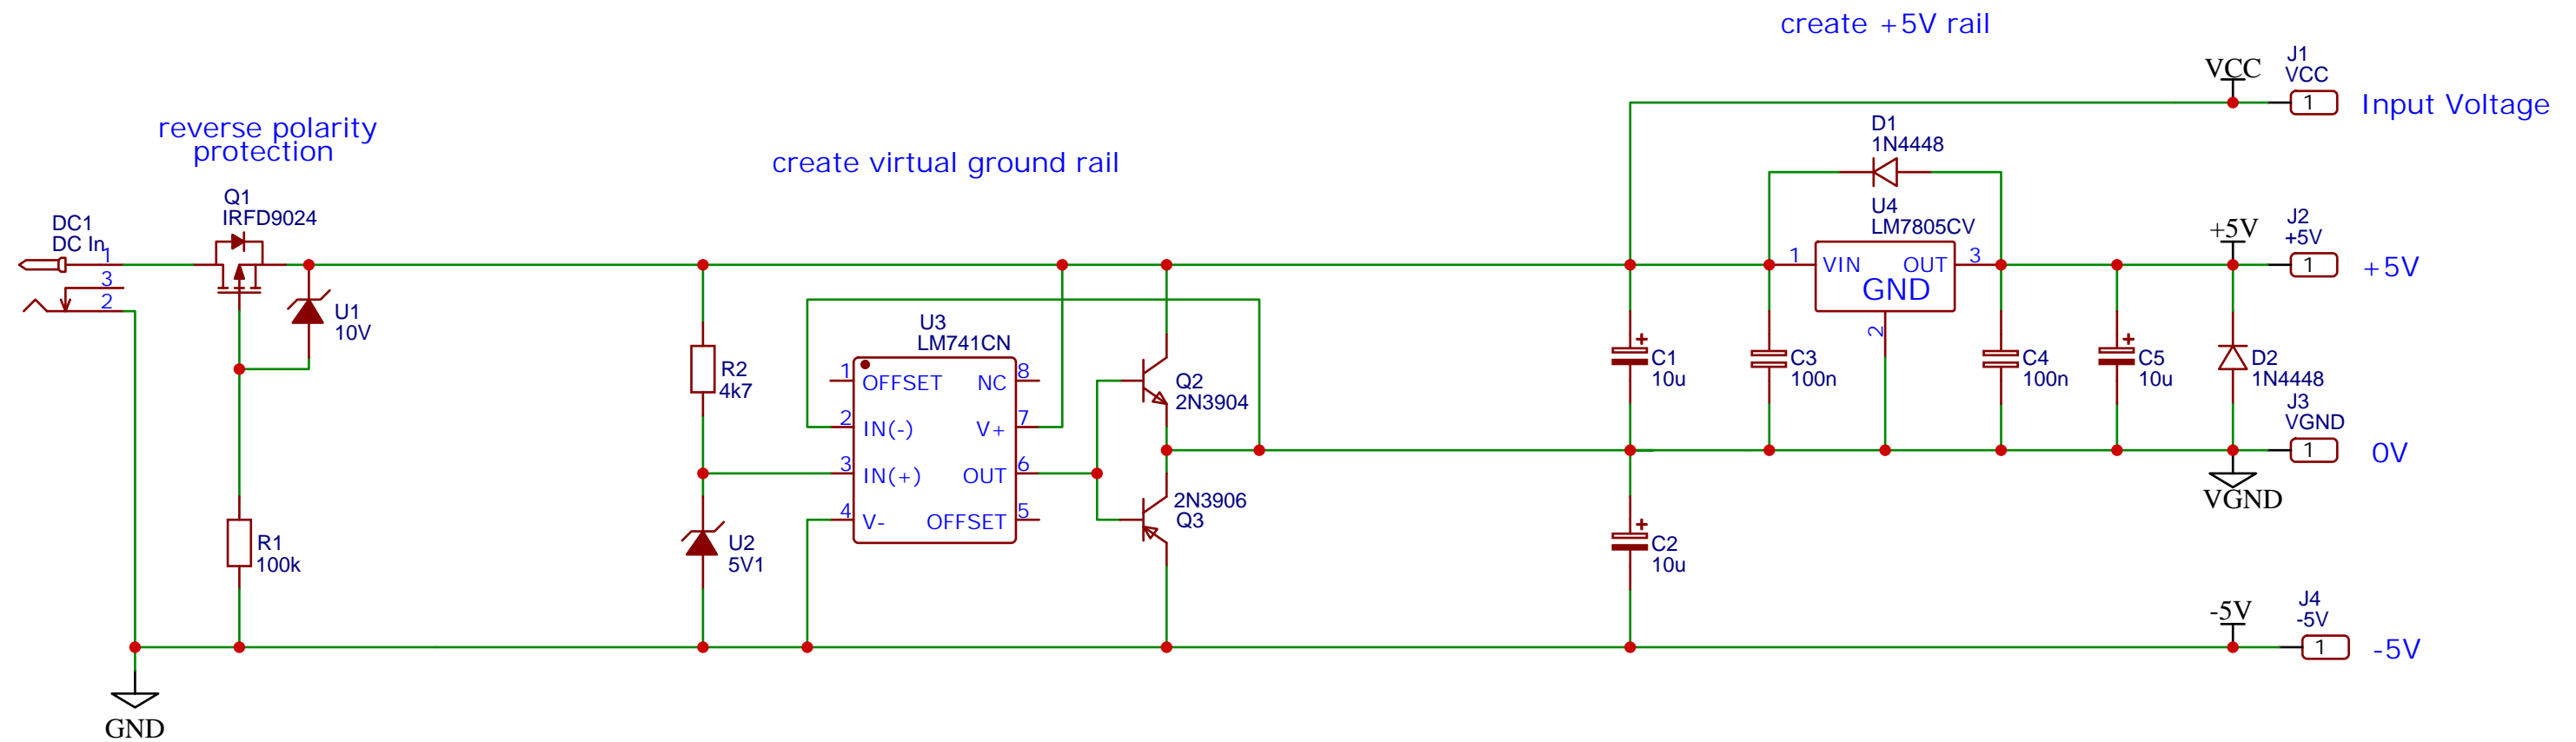 create +5V rail
J1
VCC
VCC
1
Input Voltage
reverse polarity
protection
create virtual ground rail
D1
1N4448
Q1
IRFD9024
DC1
DC In
1
3
2
U1
10V
U4
LM7805CV
1
VIN
OUT
3
GND
2
+5V
J2
+5V
1
+5V
U3
LM741CN
1
OFFSET
NC
8
2
IN(-)
V+
7
3
IN(+)
OUT
6
4
V-
OFFSET
5
R2
4k7
Q2
2N3904
2N3906
Q3
C1
10u
C3
100n
C4
100n
C5
10u
D2
1N4448
J3
VGND
1
0V
VGND
R1
100k
U2
5V1
C2
10u
-5V
J4
-5V
1
-5V
GND